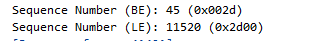 Sequence Number (BE): 45 (0x002d)
Sequence Number (LE): 11520 (0x2d00)